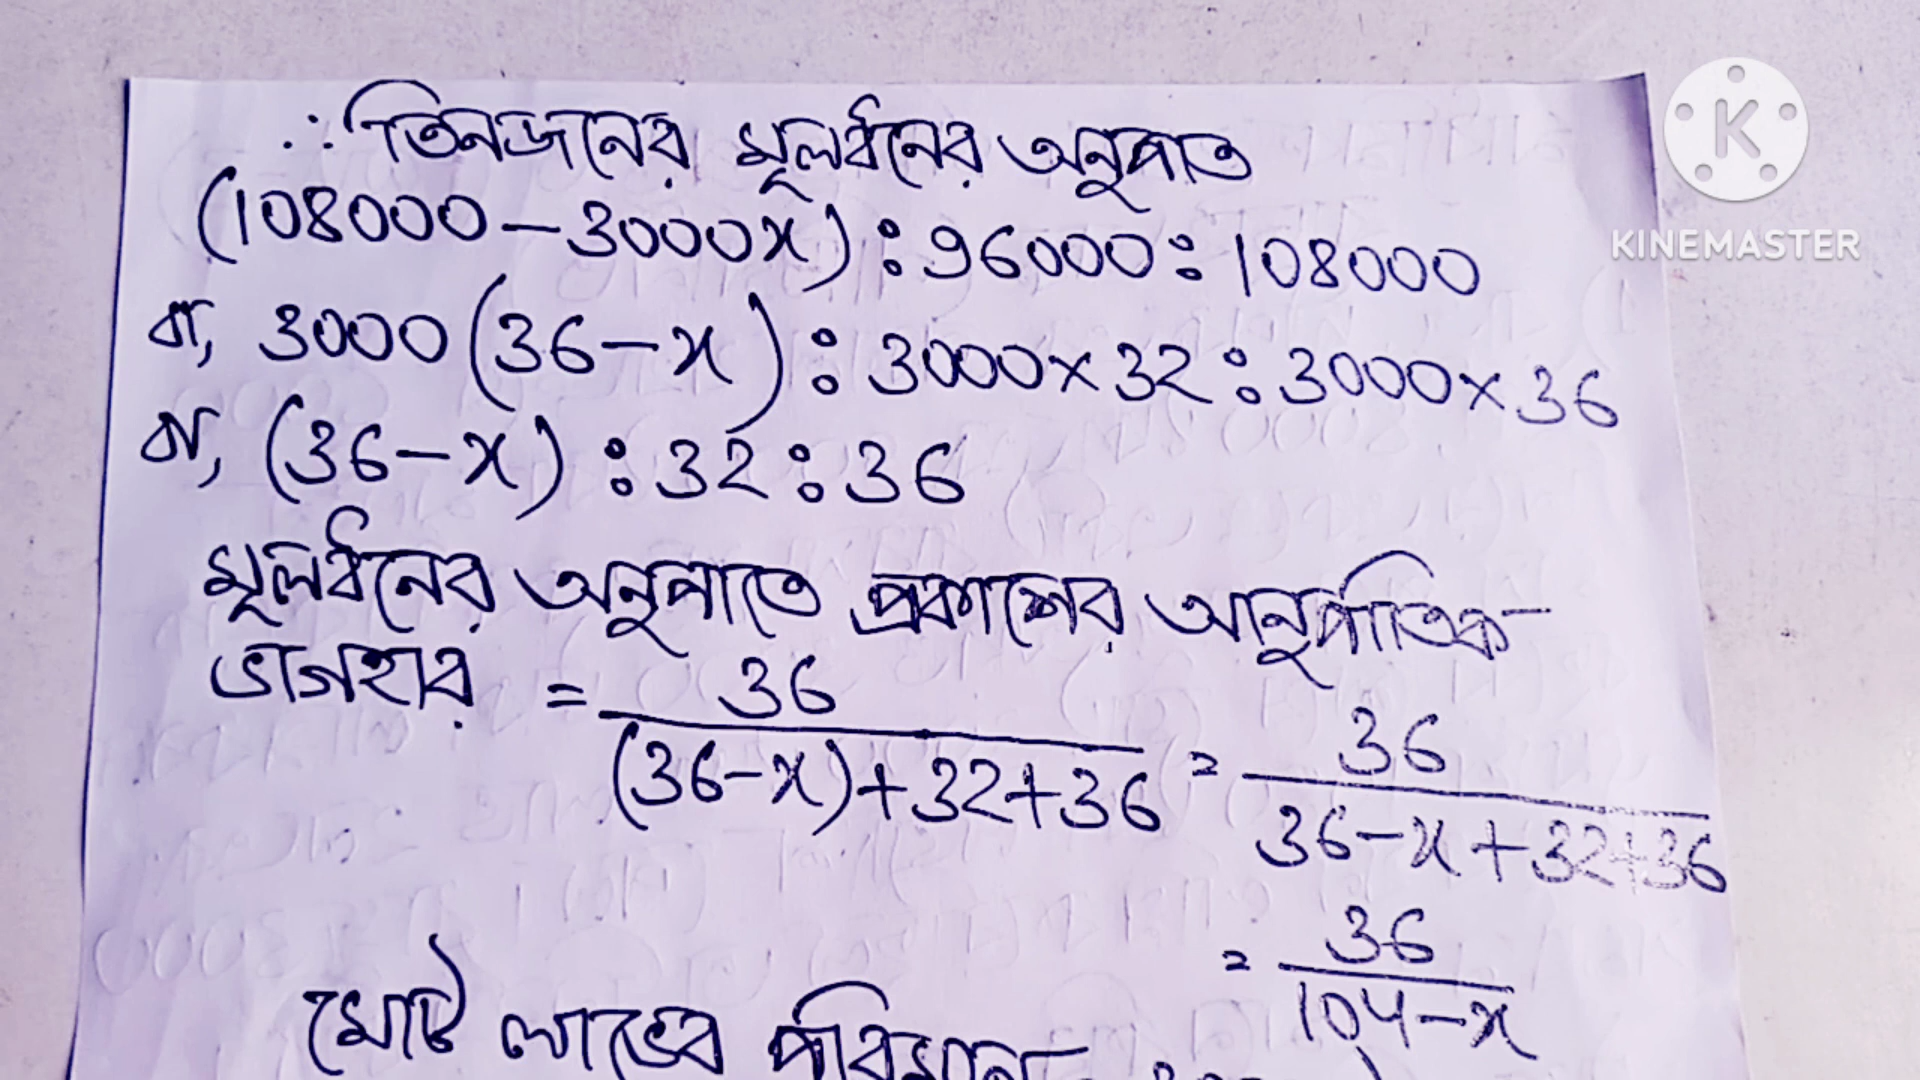 ∴ তিনজনের মূলধনের অনুপাত
(108000-3000x):96000:108000
বা, 3000(36-x):3000×32:3000×36
বা, (36-x):32:36
মূলধনের অনুপাতে প্রকাশের আনুপাতিক
ভাগহার = 36/(36-x)+32+36 = 36/36-x+32+36
= 36/104-x
মোট লাভের পরিমান
KINEMASTER